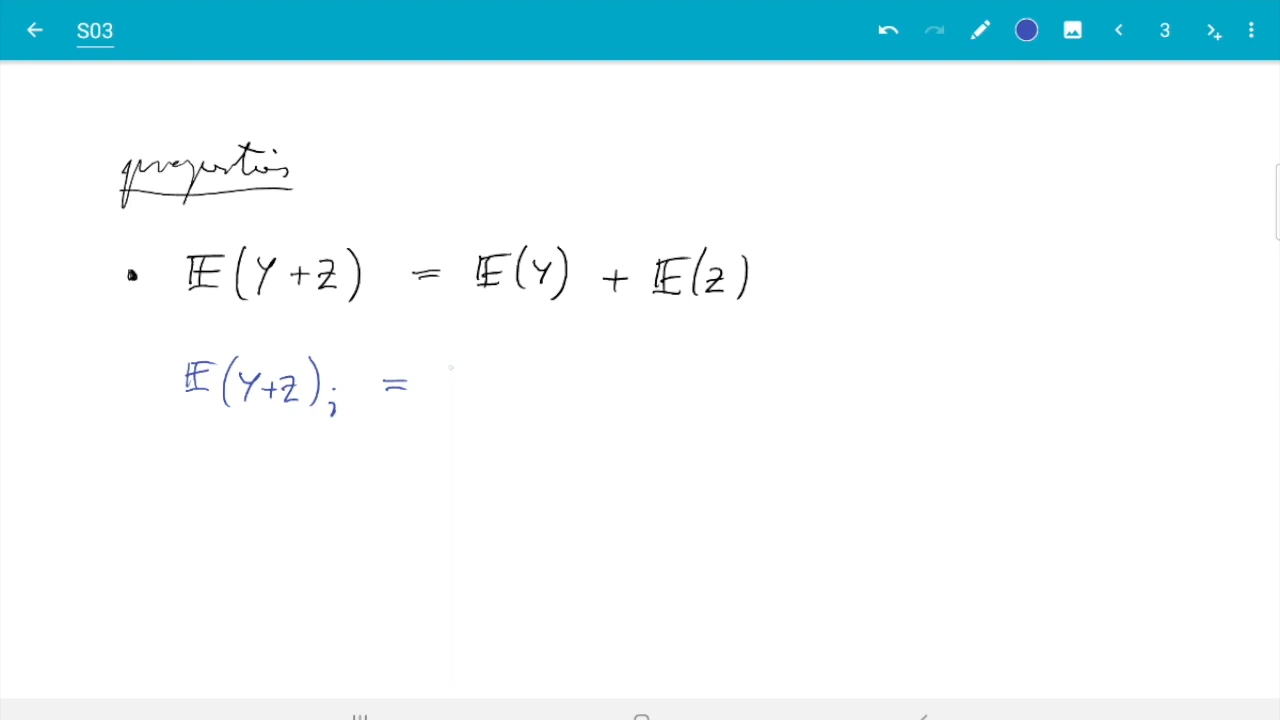 S03
3
properties
• 𝔼(Y+Z) = 𝔼(Y) + 𝔼(Z)
𝔼(Y+Z)ⱼ =